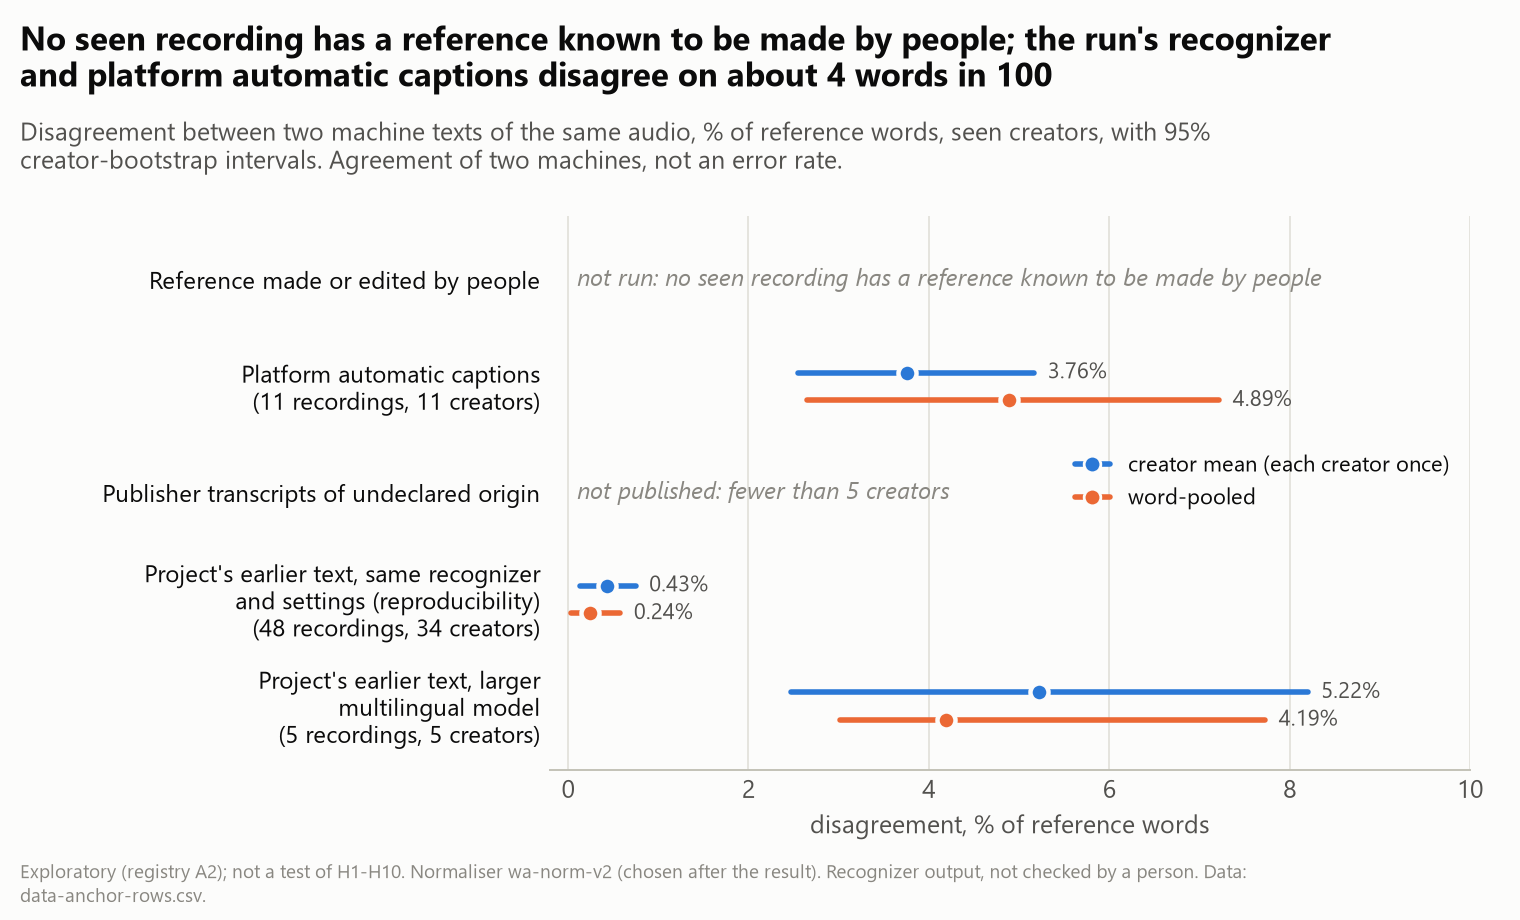 No seen recording has a reference known to be made by people; the run's recognizer
and platform automatic captions disagree on about 4 words in 100
Disagreement between two machine texts of the same audio, % of reference words, seen creators, with 95%
creator-bootstrap intervals. Agreement of two machines, not an error rate.
Reference made or edited by people
not run: no seen recording has a reference known to be made by people
Platform automatic captions
(11 recordings, 11 creators)
3.76%
4.89%
creator mean (each creator once)
word-pooled
Publisher transcripts of undeclared origin
not published: fewer than 5 creators
Project's earlier text, same recognizer
and settings (reproducibility)
(48 recordings, 34 creators)
0.43%
0.24%
Project's earlier text, larger
multilingual model
(5 recordings, 5 creators)
5.22%
4.19%
0 2 4 6 8 10
disagreement, % of reference words
Exploratory (registry A2); not a test of H1-H10. Normaliser wa-norm-v2 (chosen after the result). Recognizer output, not checked by a person. Data:
data-anchor-rows.csv.